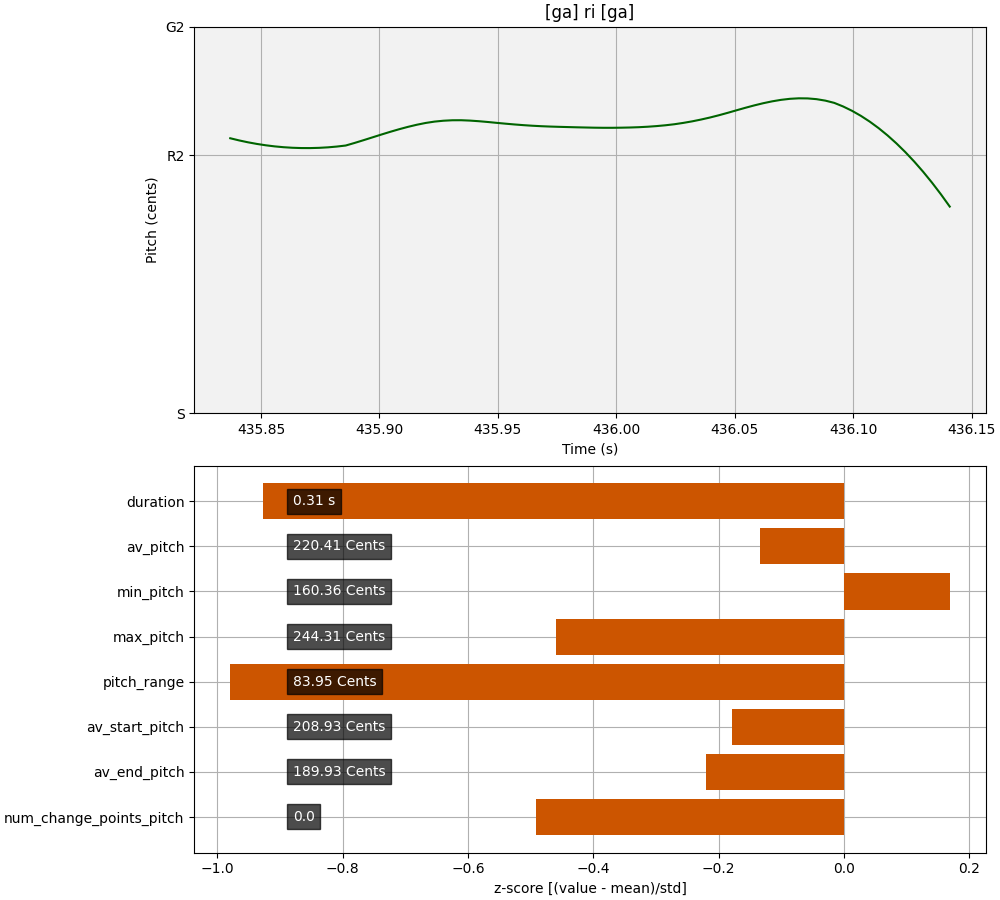 [ga] ri [ga]
G2
R2
S
Pitch (cents)
435.85 435.90 435.95 436.00 436.05 436.10 436.15
Time (s)
duration 0.31 s
av_pitch 220.41 Cents
min_pitch 160.36 Cents
max_pitch 244.31 Cents
pitch_range 83.95 Cents
av_start_pitch 208.93 Cents
av_end_pitch 189.93 Cents
num_change_points_pitch 0.0
−1.0 −0.8 −0.6 −0.4 −0.2 0.0 0.2
z-score [(value - mean)/std]